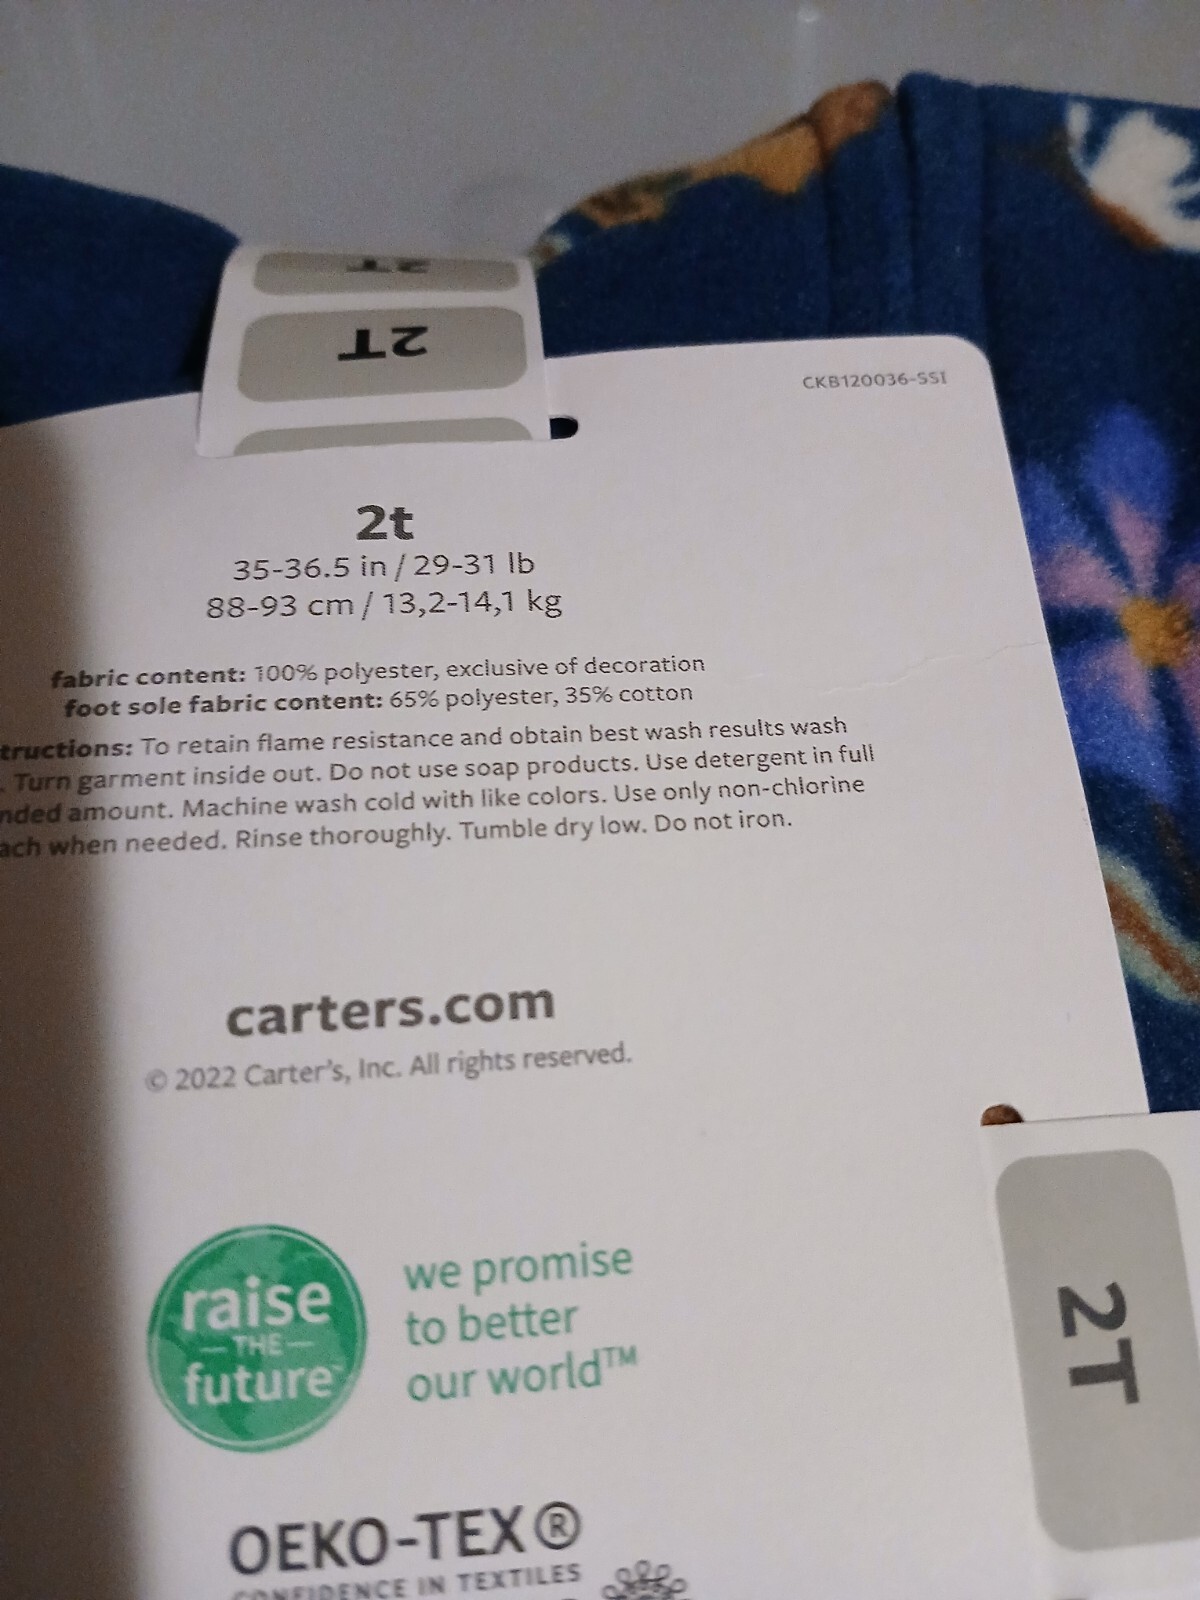 2T
2T
CKB120036-SSI
2t
35-36.5 in / 29-31 lb
88-93 cm / 13,2-14,1 kg
fabric content: 100% polyester, exclusive of decoration
foot sole fabric content: 65% polyester, 35% cotton
tructions: To retain flame resistance and obtain best wash results wash
. Turn garment inside out. Do not use soap products. Use detergent in full
nded amount. Machine wash cold with like colors. Use only non-chlorine
ach when needed. Rinse thoroughly. Tumble dry low. Do not iron.
carters.com
© 2022 Carter's, Inc. All rights reserved.
raise
— THE —
future™
we promise
to better
our world™
2T
OEKO-TEX®
CONFIDENCE IN TEXTILES